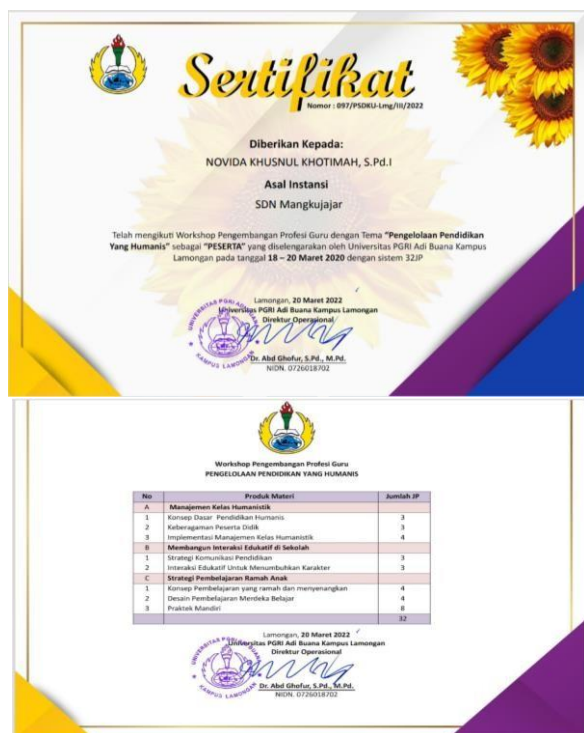 Sertifikat
Nomor : 097/PSDKU-Lmg/III/2022
Diberikan Kepada:
NOVIDA KHUSNUL KHOTIMAH, S.Pd.I
Asal Instansi
SDN Mangkujajar
Telah mengikuti Workshop Pengembangan Profesi Guru dengan Tema "Pengelolaan Pendidikan
Yang Humanis" sebagai "PESERTA" yang diselengarakan oleh Universitas PGRI Adi Buana Kampus
Lamongan pada tanggal 18 – 20 Maret 2020 dengan sistem 32JP
Lamongan, 20 Maret 2022
Universitas PGRI Adi Buana Kampus Lamongan
Direktur Operasional
Dr. Abd Ghofur, S.Pd., M.Pd.
NIDN. 0726018702
Workshop Pengembangan Profesi Guru
PENGELOLAAN PENDIDIKAN YANG HUMANIS
No Produk Materi Jumlah JP
A Manajemen Kelas Humanistik
1 Konsep Dasar Pendidikan Humanis 3
2 Keberagaman Peserta Didik 3
3 Implementasi Manajemen Kelas Humanistik 4
B Membangun Interaksi Edukatif di Sekolah
1 Strategi Komunikasi Pendidikan 3
2 Interaksi Edukatif Untuk Menumbuhkan Karakter 3
C Strategi Pembelajaran Ramah Anak
1 Konsep Pembelajaran yang ramah dan menyenangkan 4
2 Desain Pembelajaran Merdeka Belajar 4
3 Praktek Mandiri 8
32
Lamongan, 20 Maret 2022
Universitas PGRI Adi Buana Kampus Lamongan
Direktur Operasional
Dr. Abd Ghofur, S.Pd., M.Pd.
NIDN. 0726018702